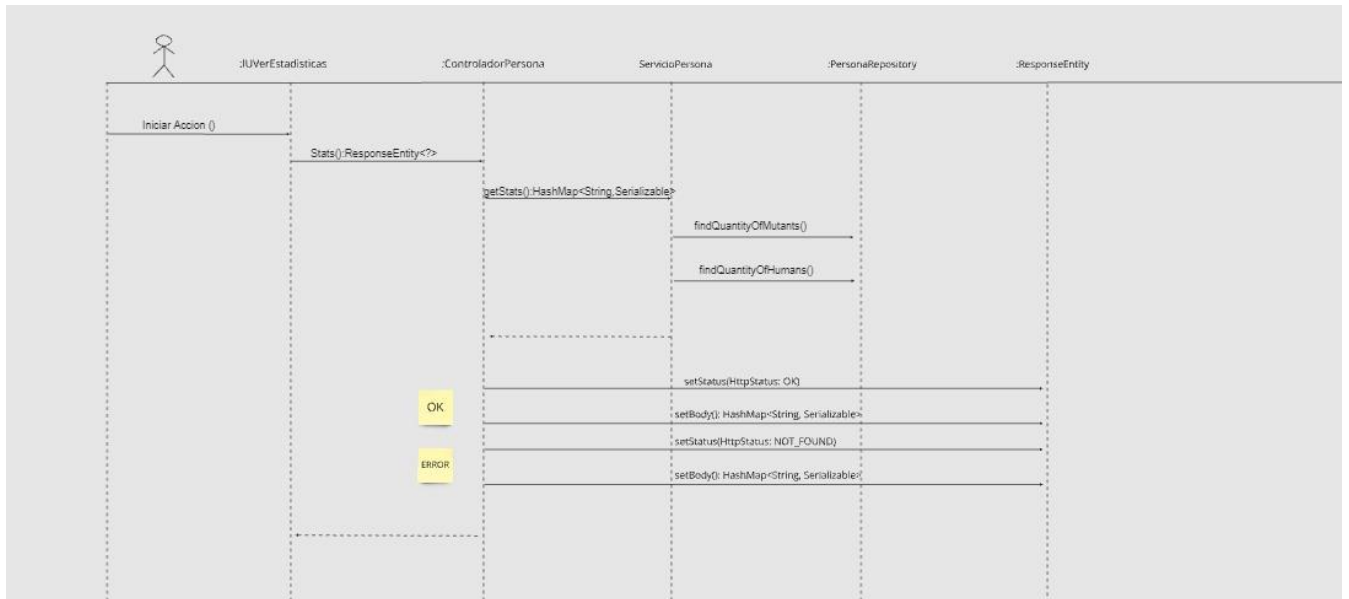 :IUVerEstadisticas
:ControladorPersona
ServicioPersona
:PersonaRepository
:ResponseEntity
Iniciar Accion ()
Stats():ResponseEntity<?>
getStats():HashMap<String,Serializable>
findQuantityOfMutants()
findQuantityOfHumans()
setStatus(HttpStatus: OK)
OK
setBody(): HashMap<String, Serializable>
setStatus(HttpStatus: NOT_FOUND)
ERROR
setBody(): HashMap<String, Serializable>